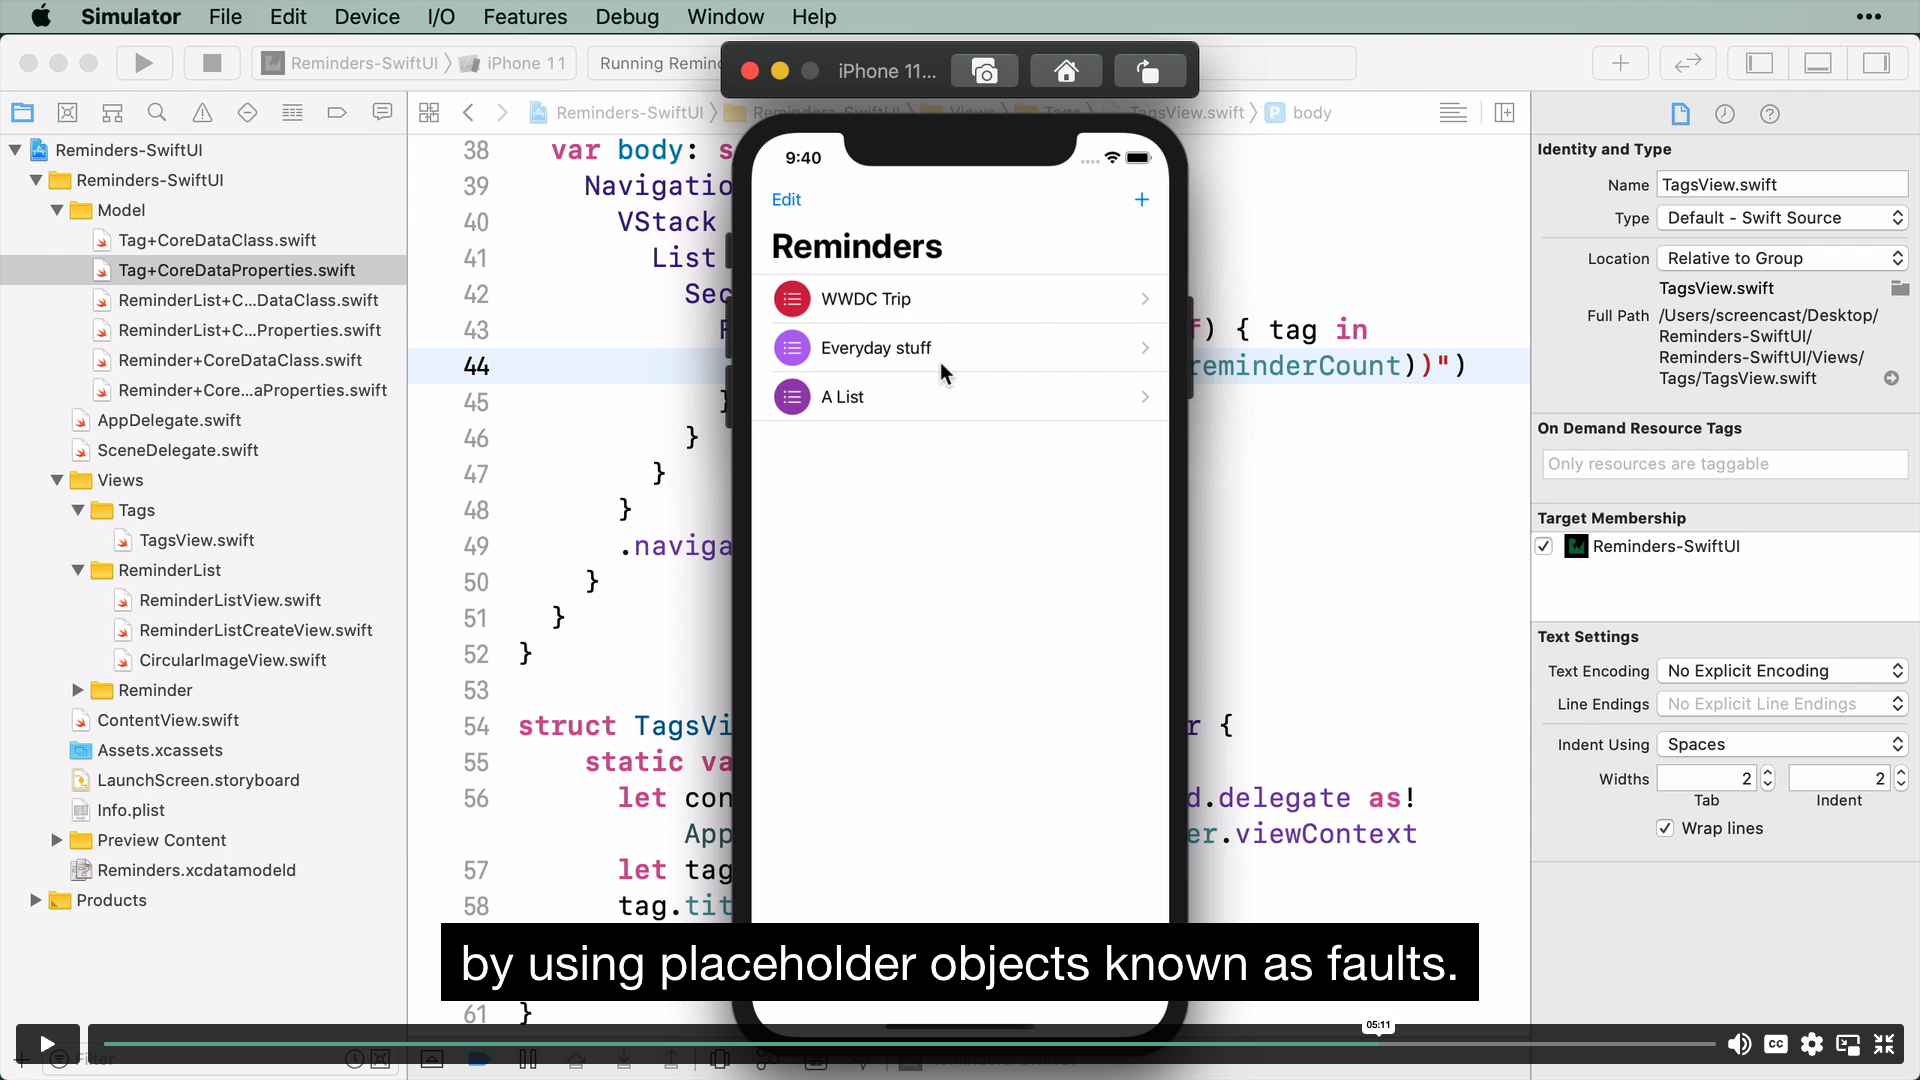 Simulator File Edit Device I/O Features Debug Window Help
Reminders-SwiftUI iPhone 11
Running Remin
iPhone 11...
Reminders-SwiftUI Reminders-SwiftUI Views Tags TagsView.swift body
Reminders-SwiftUI
Reminders-SwiftUI
Model
Tag+CoreDataClass.swift
Tag+CoreDataProperties.swift
ReminderList+C...DataClass.swift
ReminderList+C...Properties.swift
Reminder+CoreDataClass.swift
Reminder+Core...aProperties.swift
AppDelegate.swift
SceneDelegate.swift
Views
Tags
TagsView.swift
ReminderList
ReminderListView.swift
ReminderListCreateView.swift
CircularImageView.swift
Reminder
ContentView.swift
Assets.xcassets
LaunchScreen.storyboard
Info.plist
Preview Content
Reminders.xcdatamodeld
Products
Filter
38 var body: s
39 Navigatio
40 VStack
41 List
42 Sec
43 F f) { tag in
44 reminderCount))")
45 }
46 }
47 }
48 }
49 .naviga
50 }
51 }
52 }
53
54 struct TagsVi r {
55 static va
56 let con d.delegate as!
App er.viewContext
57 let tag
58 tag.tit
61 }
9:40
Edit +
Reminders
WWDC Trip
Everyday stuff
A List
Identity and Type
Name TagsView.swift
Type Default - Swift Source
Location Relative to Group
TagsView.swift
Full Path /Users/screencast/Desktop/
Reminders-SwiftUI/
Reminders-SwiftUI/Views/
Tags/TagsView.swift
On Demand Resource Tags
Only resources are taggable
Target Membership
Reminders-SwiftUI
Text Settings
Text Encoding No Explicit Encoding
Line Endings No Explicit Line Endings
Indent Using Spaces
Widths 2 2
Tab Indent
Wrap lines
by using placeholder objects known as faults.
05:11
CC
Reminders-SwiftUI